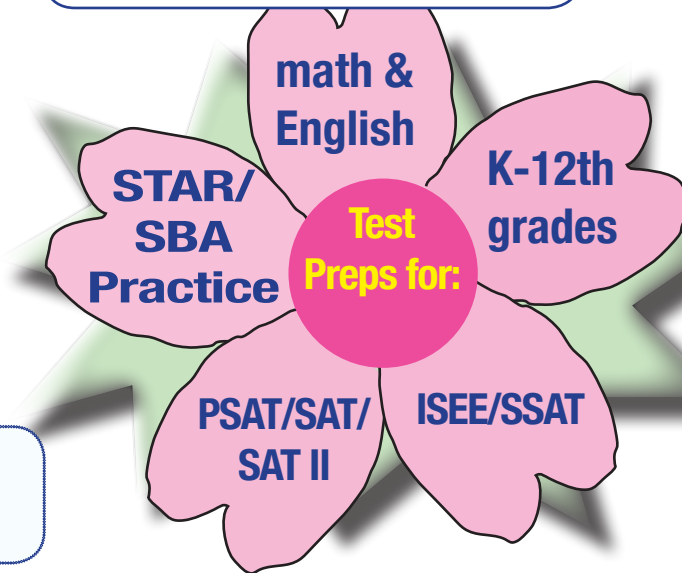 math &
English
K-12th
grades
STAR/
SBA
Practice
Test
Preps for:
PSAT/SAT/
SAT II
ISEE/SSAT